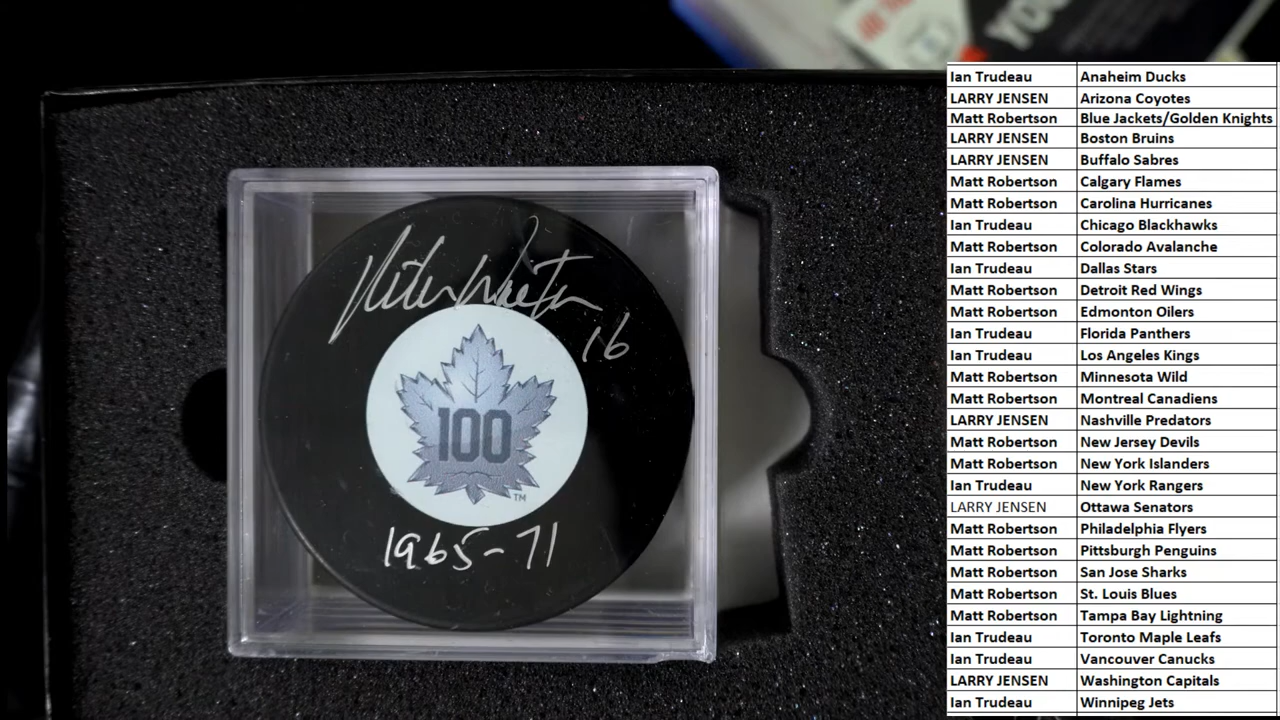 YOU
16
100
TM
1965-71
Ian Trudeau Anaheim Ducks
LARRY JENSEN Arizona Coyotes
Matt Robertson Blue Jackets/Golden Knights
LARRY JENSEN Boston Bruins
LARRY JENSEN Buffalo Sabres
Matt Robertson Calgary Flames
Matt Robertson Carolina Hurricanes
Ian Trudeau Chicago Blackhawks
Matt Robertson Colorado Avalanche
Ian Trudeau Dallas Stars
Matt Robertson Detroit Red Wings
Matt Robertson Edmonton Oilers
Ian Trudeau Florida Panthers
Ian Trudeau Los Angeles Kings
Matt Robertson Minnesota Wild
Matt Robertson Montreal Canadiens
LARRY JENSEN Nashville Predators
Matt Robertson New Jersey Devils
Matt Robertson New York Islanders
Ian Trudeau New York Rangers
LARRY JENSEN Ottawa Senators
Matt Robertson Philadelphia Flyers
Matt Robertson Pittsburgh Penguins
Matt Robertson San Jose Sharks
Matt Robertson St. Louis Blues
Matt Robertson Tampa Bay Lightning
Ian Trudeau Toronto Maple Leafs
Ian Trudeau Vancouver Canucks
LARRY JENSEN Washington Capitals
Ian Trudeau Winnipeg Jets